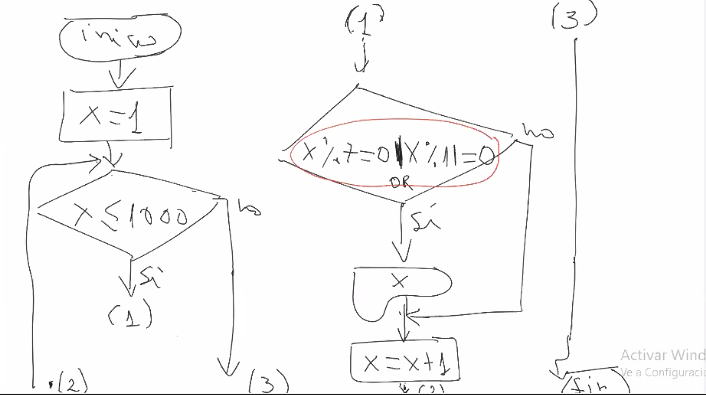 inicio
x=1
x≤1000
no
si
(1)
(2)
(3)
(1)
x%7=0|x%11=0
OR
no
si
x
x=x+1
(2)
(3)
fin
Activar Wind
Ve a Configuració